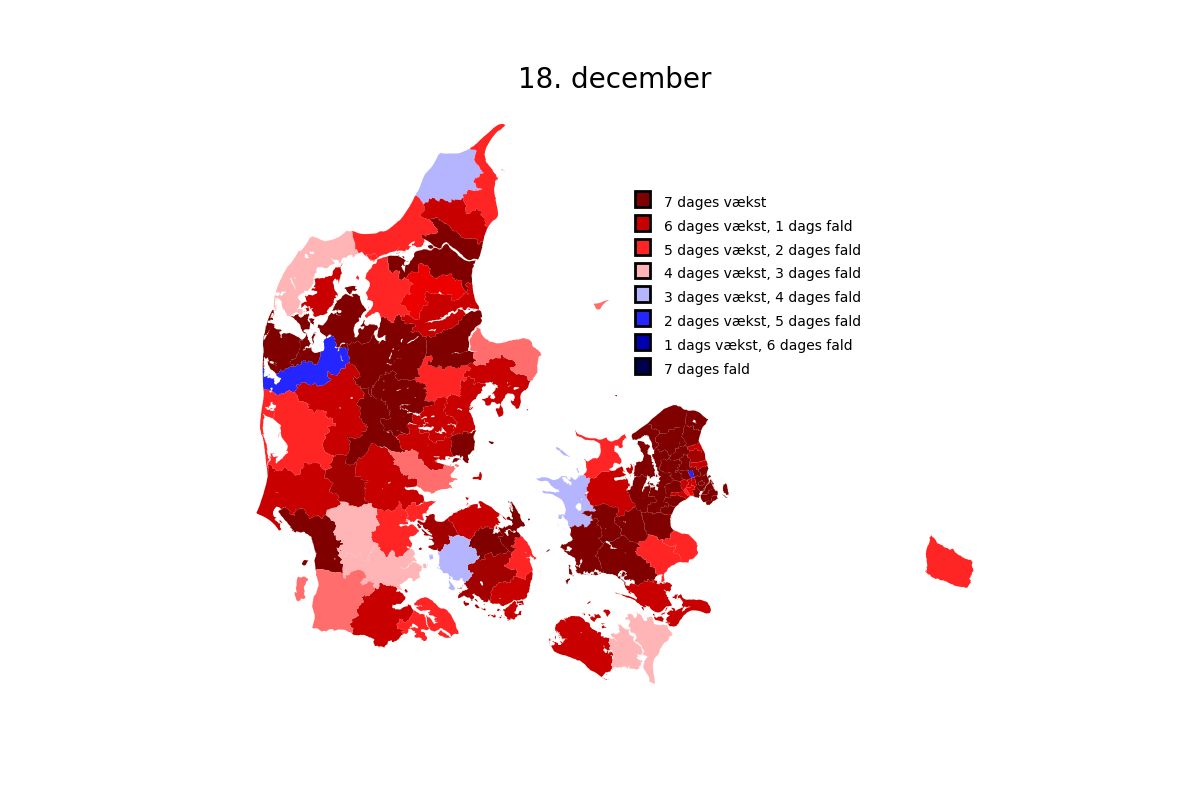 18. december
7 dages vækst
6 dages vækst, 1 dags fald
5 dages vækst, 2 dages fald
4 dages vækst, 3 dages fald
3 dages vækst, 4 dages fald
2 dages vækst, 5 dages fald
1 dags vækst, 6 dages fald
7 dages fald